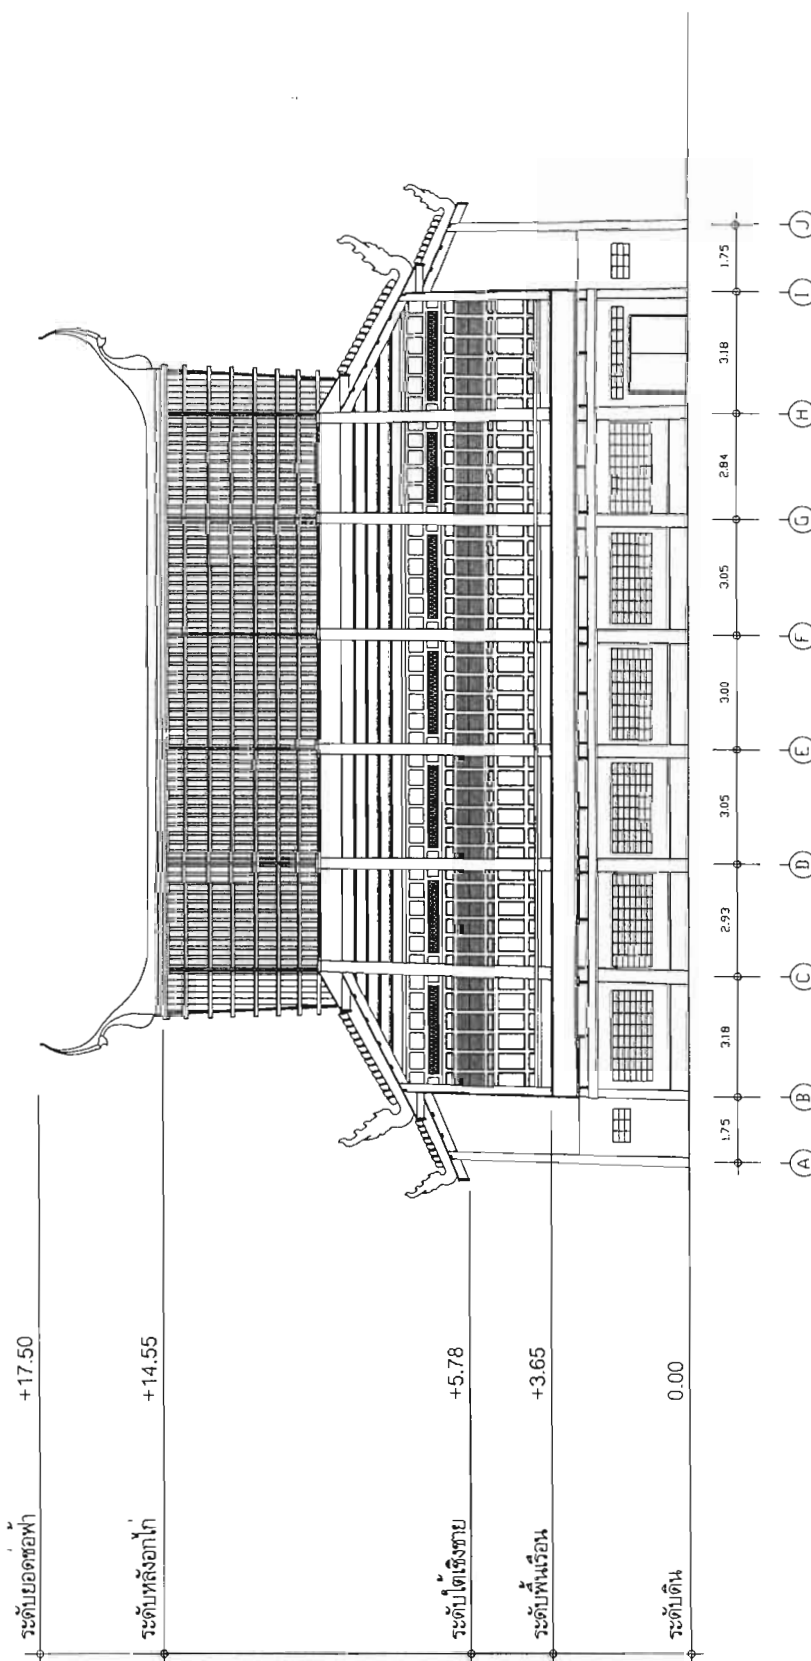 ระดับยอดช่อฟ้า +17.50
ระดับหลังอกไก่ +14.55
ระดับใต้เชิงชาย +5.78
ระดับพื้นเรือน +3.65
ระดับดิน 0.00
1.75 3.18 2.93 3.05 3.00 3.05 2.84 3.18 1.75
A B C D E F G H I J